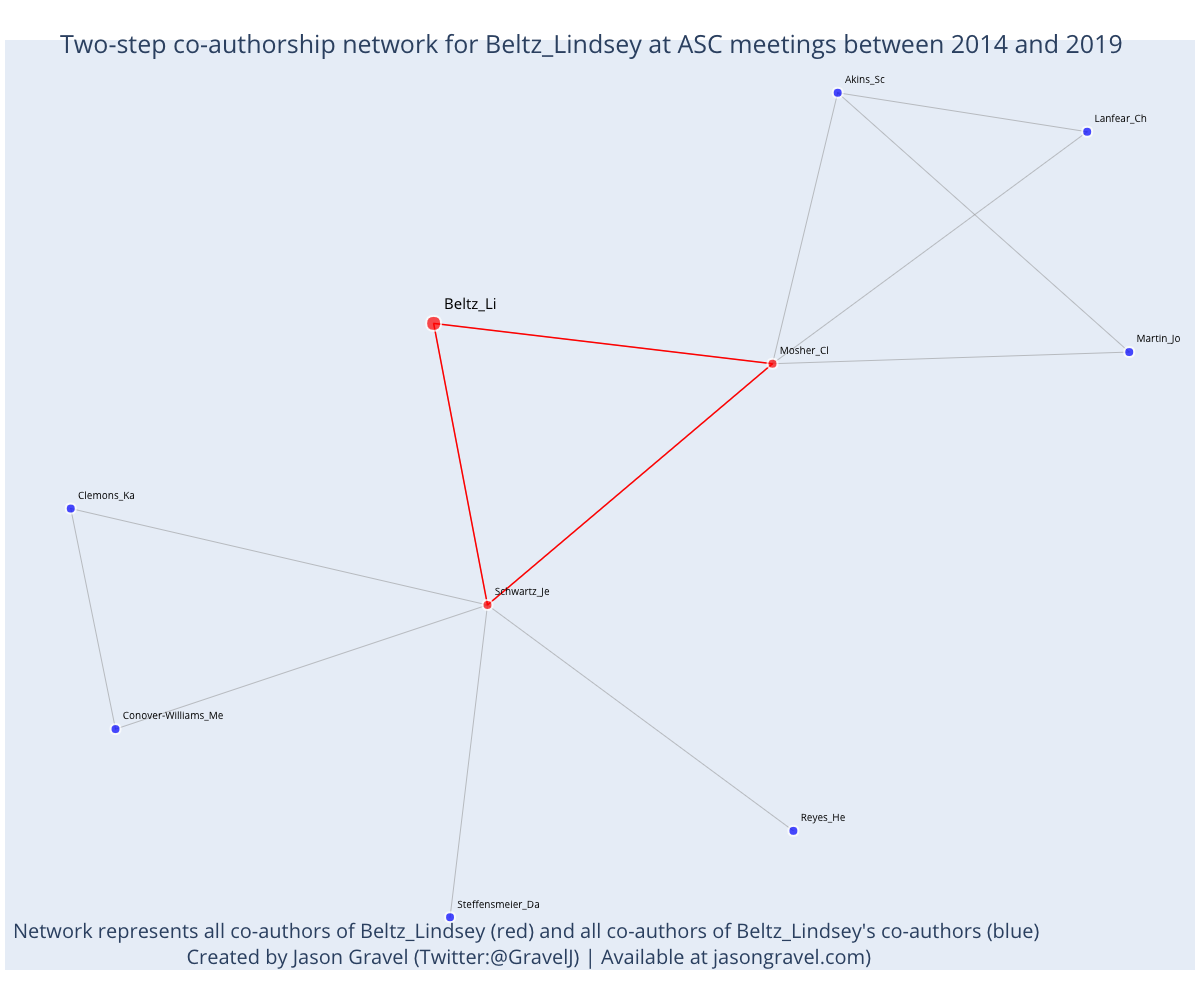 Two-step co-authorship network for Beltz_Lindsey at ASC meetings between 2014 and 2019
Akins_Sc
Lanfear_Ch
Beltz_Li
Martin_Jo
Mosher_Cl
Clemons_Ka
Schwartz_Je
Conover-Williams_Me
Reyes_He
Steffensmeier_Da
Network represents all co-authors of Beltz_Lindsey (red) and all co-authors of Beltz_Lindsey's co-authors (blue)
Created by Jason Gravel (Twitter:@GravelJ) | Available at jasongravel.com)